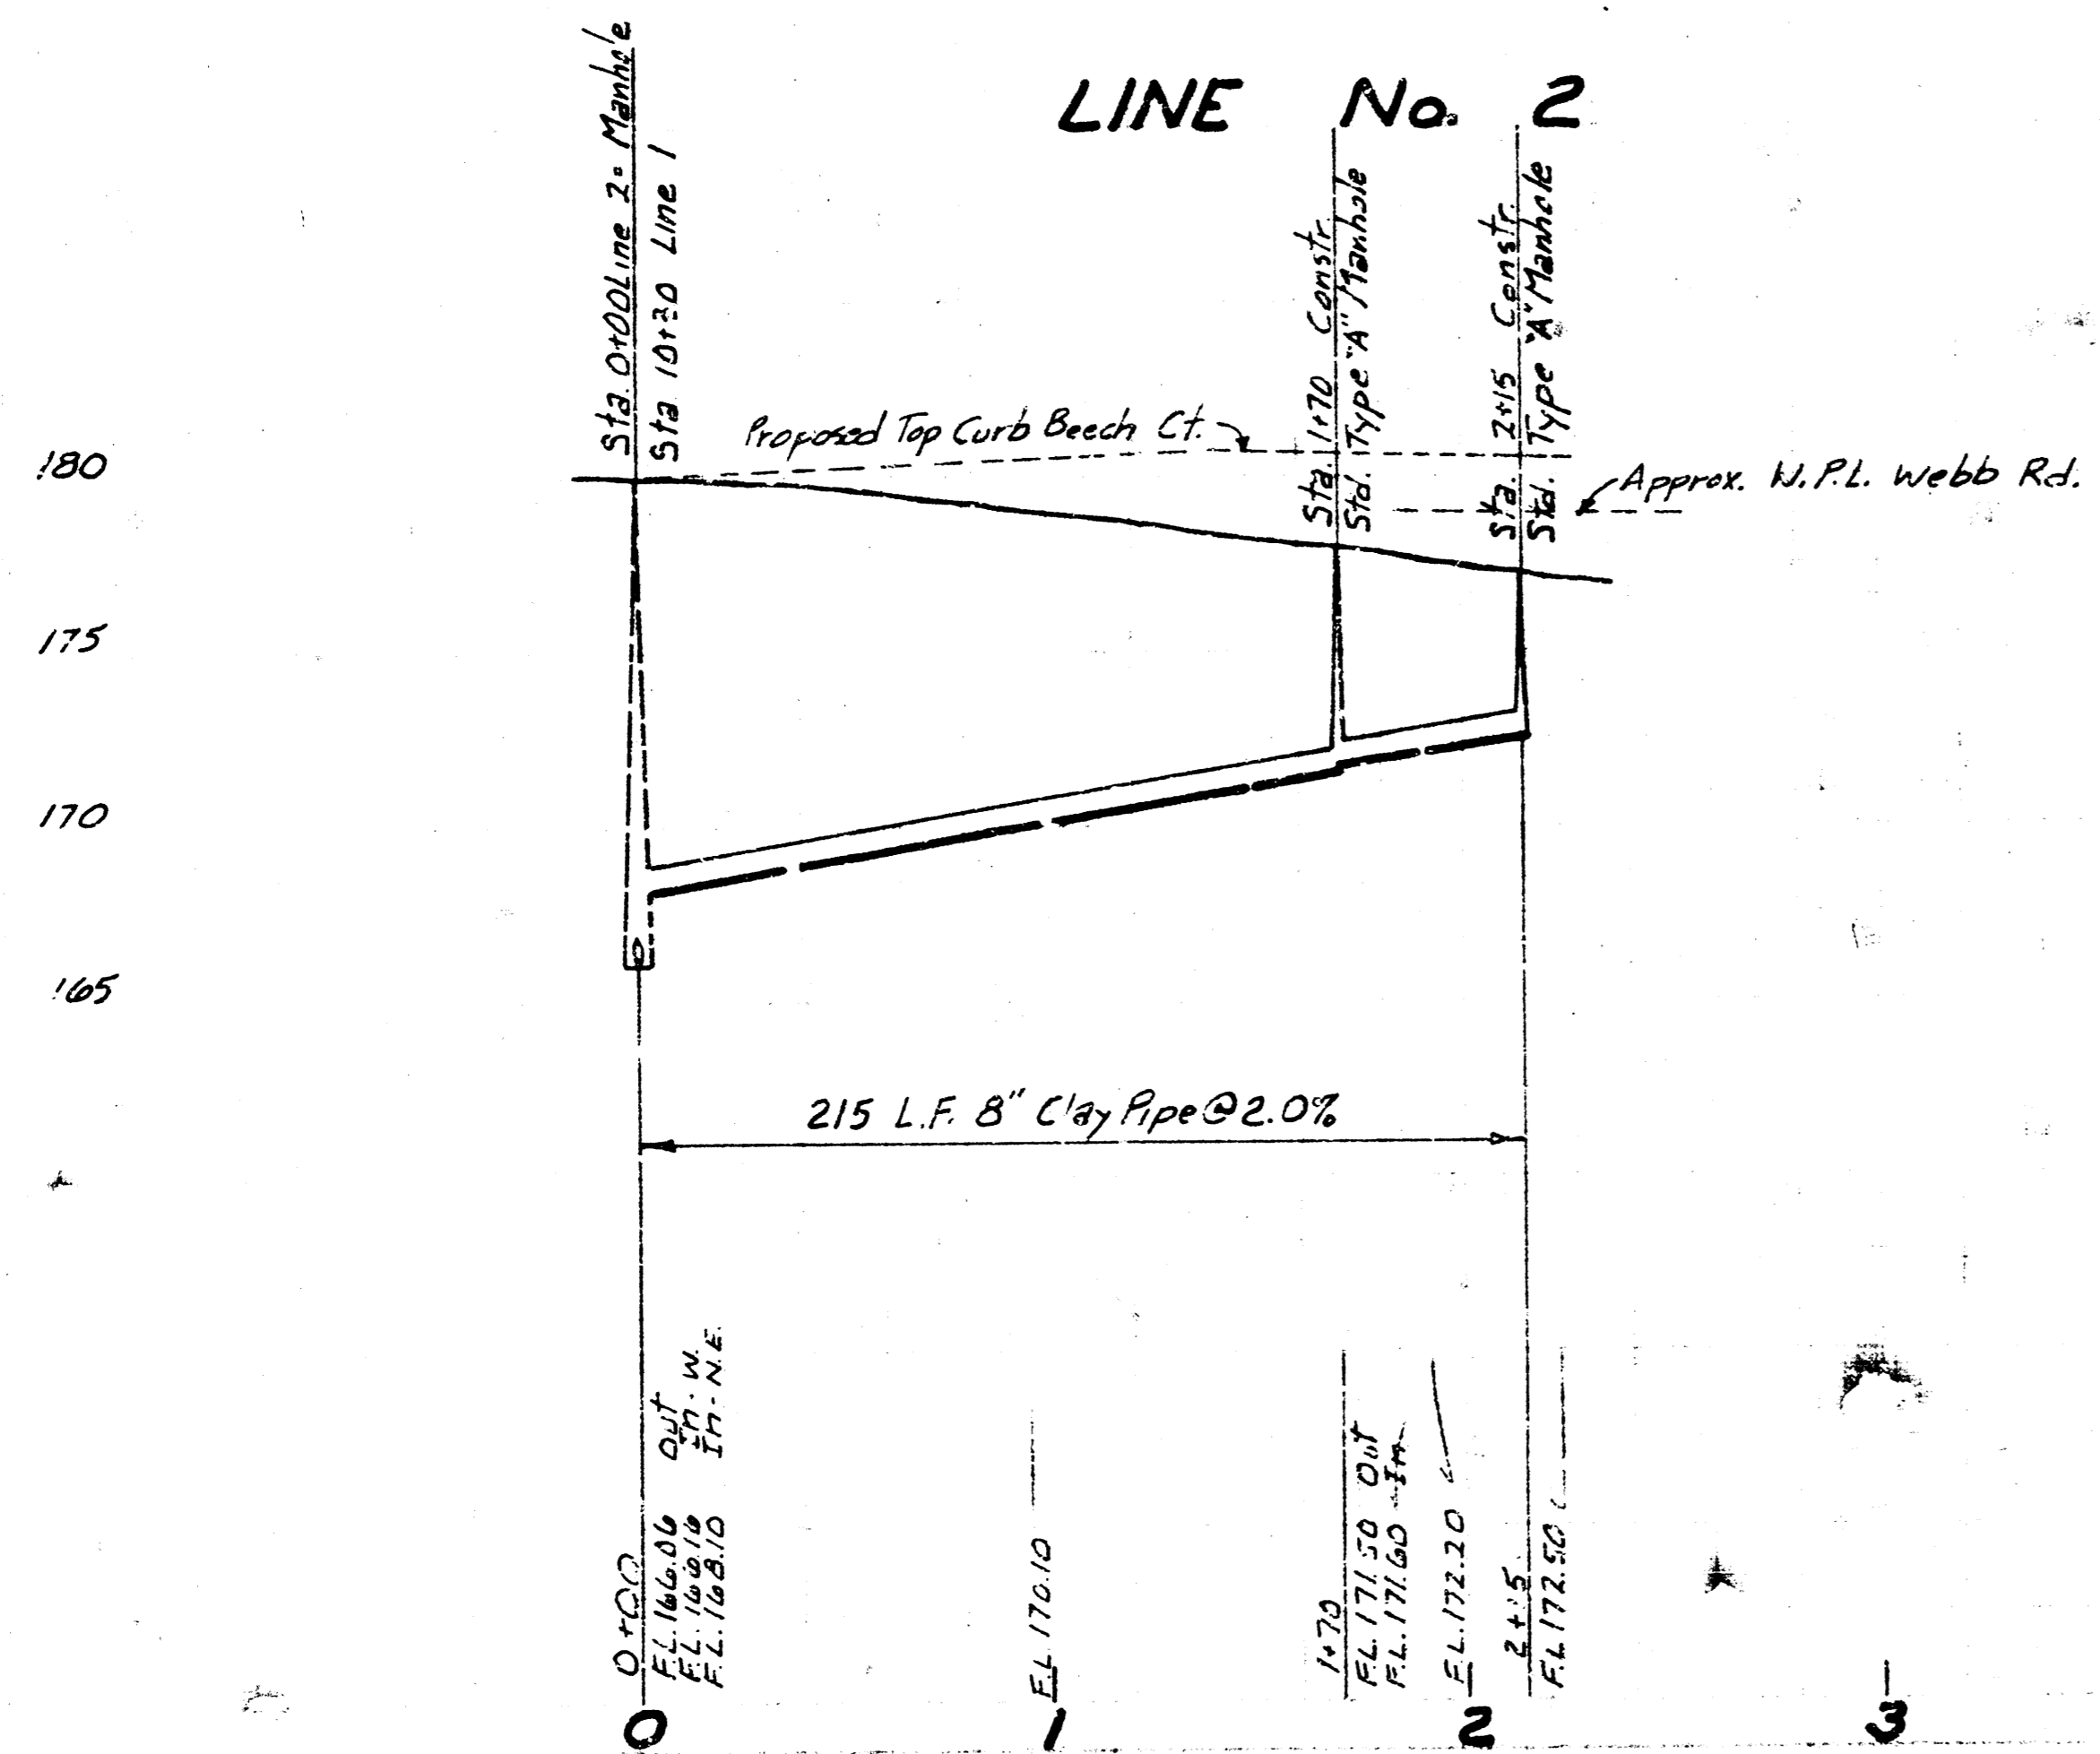 LINE No. 2
Sta. 0+00 Line 2 = Manhole
Sta 10+30 Line 1
Sta. 1+70 Constr.
Std. Type "A" Manhole
Sta. 2+15 Constr.
Std. Type "A" Manhole
Proposed Top Curb Beech Ct.
Approx. N.P.L. Webb Rd.
180
175
170
165
215 L.F. 8" Clay Pipe @ 2.0%
0+00
F.L. 166.06 Out
F.L. 166.16 In. W.
F.L. 168.10 In - N.E.
F.L. 170.10
1+70
F.L. 171.50 Out
F.L. 171.60 In
F.L. 172.20
2+15
F.L. 172.50
0 1 2 3